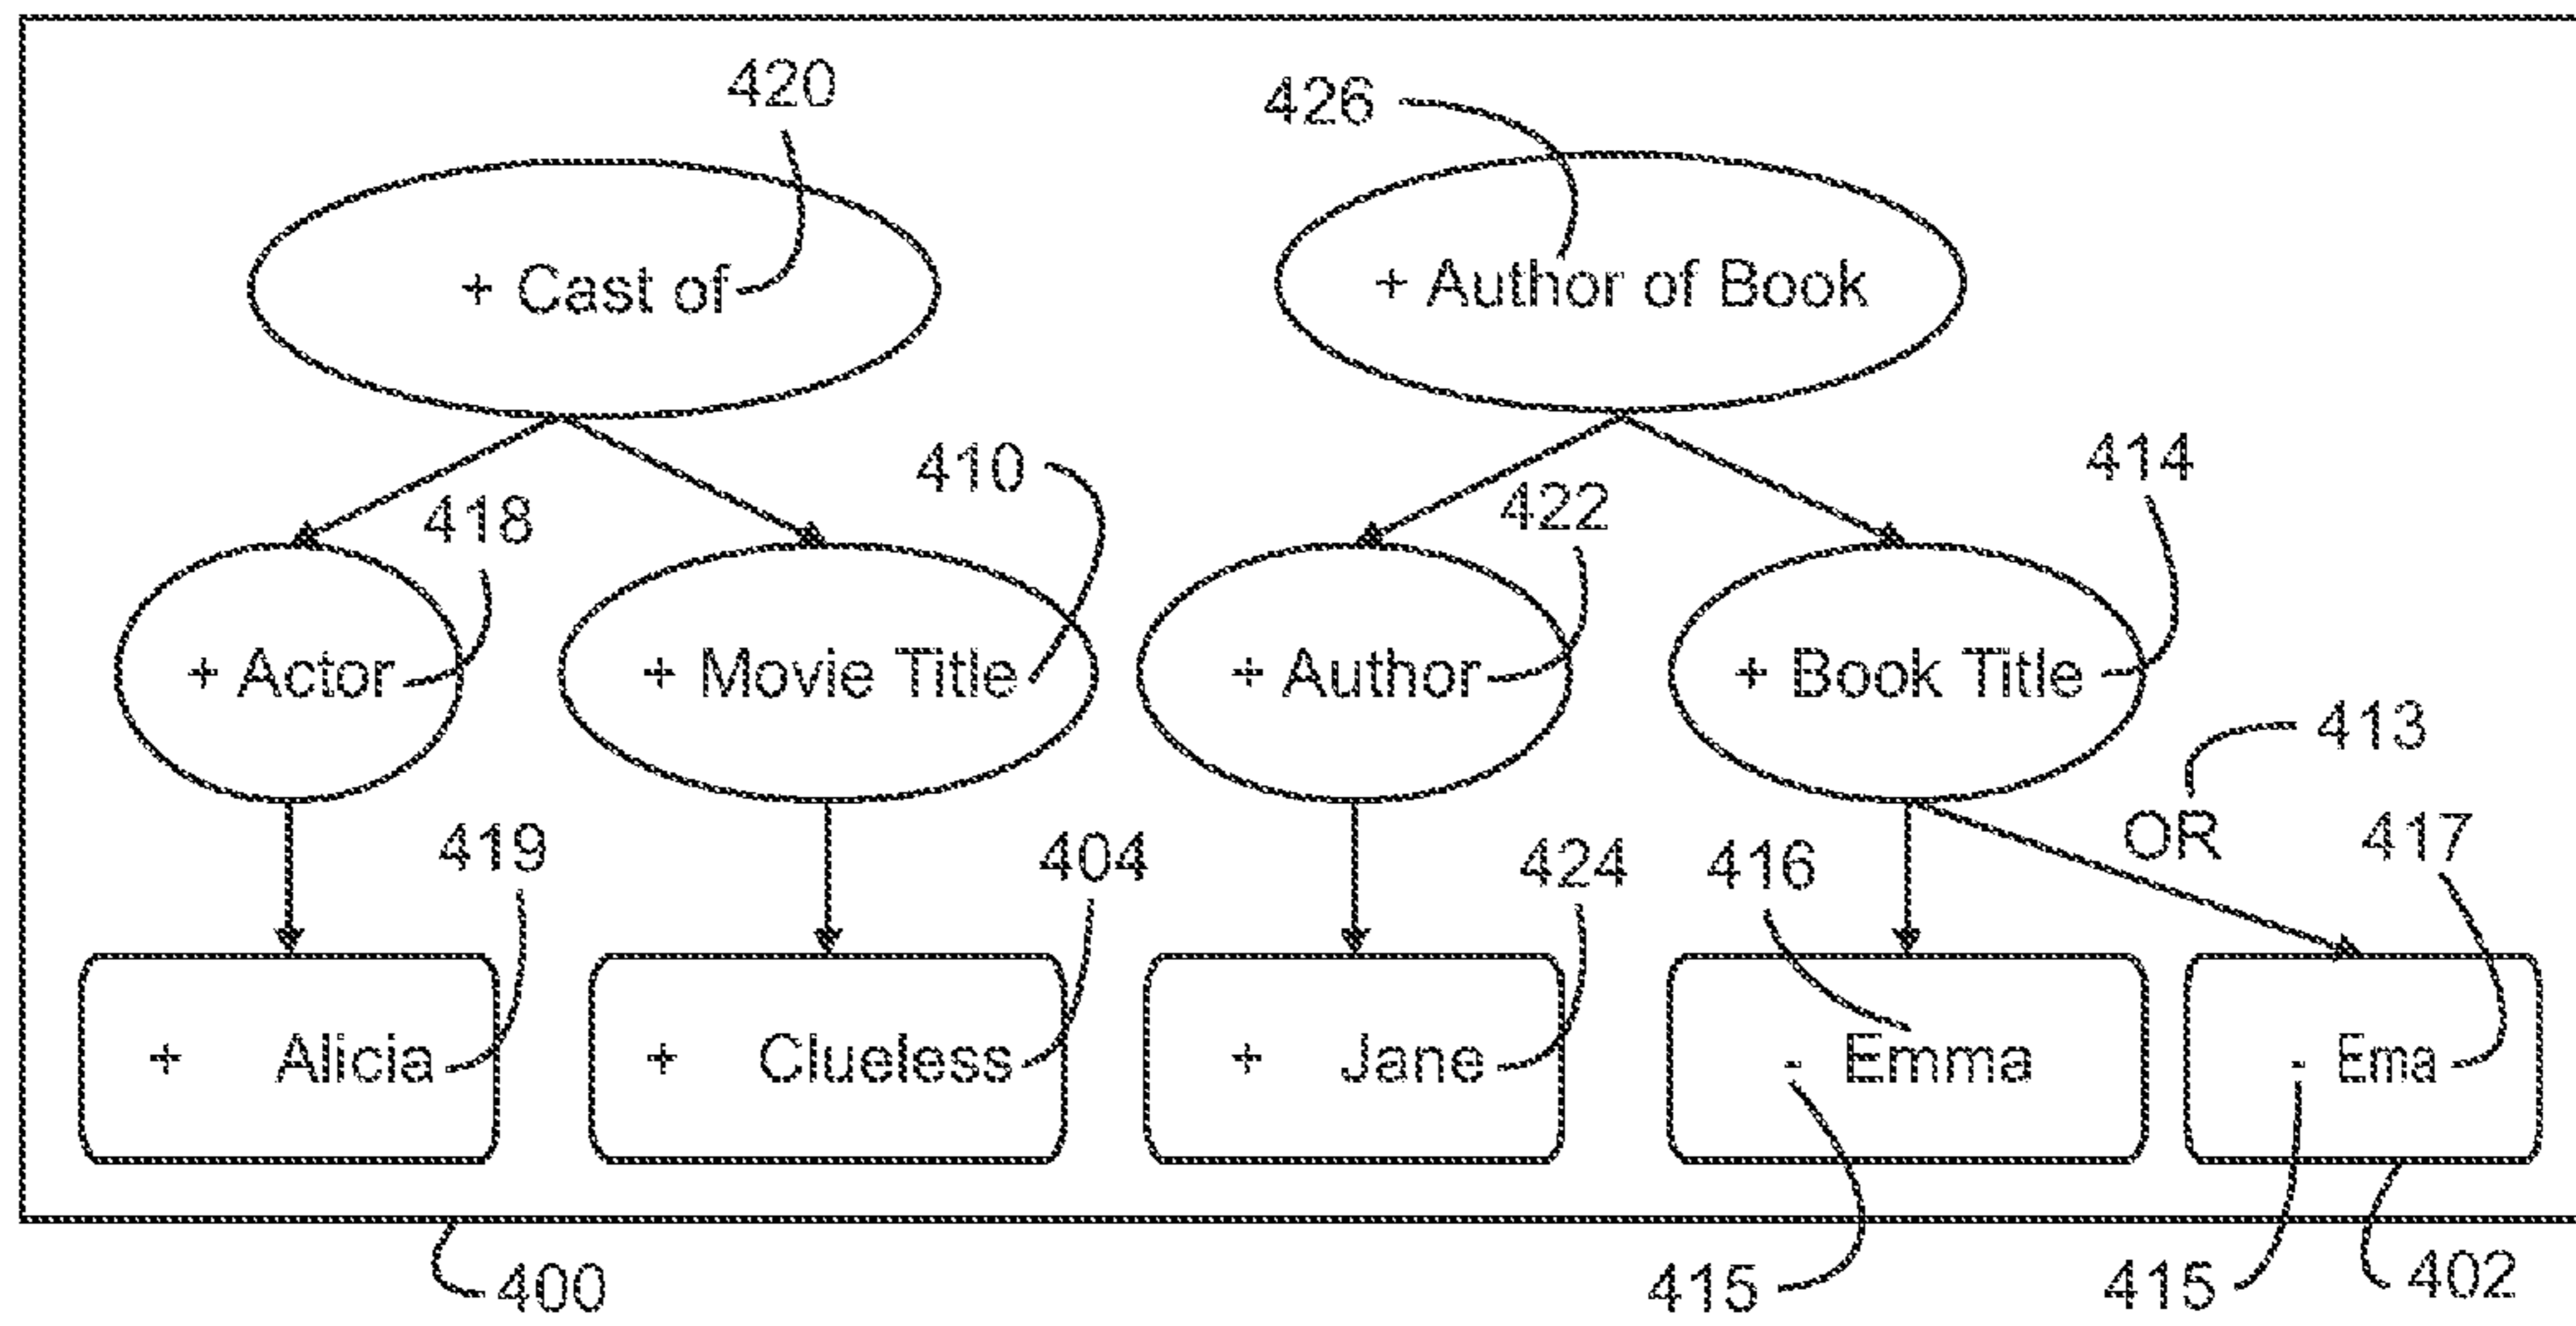 420
426
+ Cast of
+ Author of Book
410
414
418
422
+ Actor
+ Movie Title
+ Author
+ Book Title
413
OR
419
404
424
416
417
+ Alicia
+ Clueless
+ Jane
- Emma
- Ema
400
415
415
402